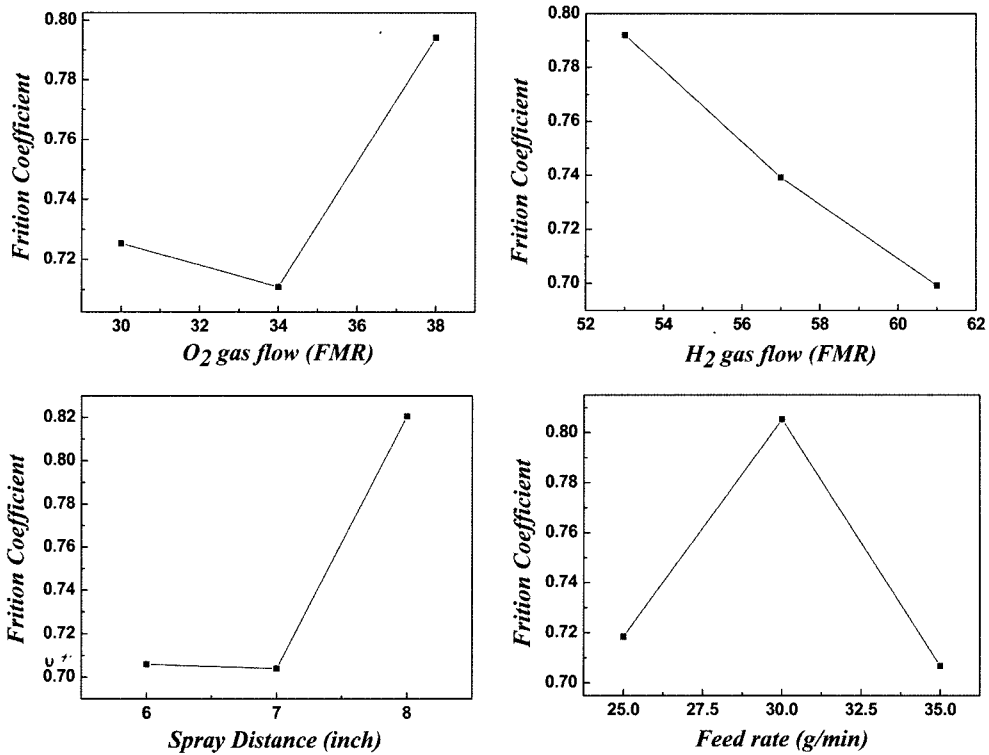 0.80
0.78
0.76
0.74
0.72
Frition Coefficient
30 32 34 36 38
O2 gas flow (FMR)
0.80
0.78
0.76
0.74
0.72
0.70
Frition Coefficient
52 54 56 58 60 62
H2 gas flow (FMR)
0.82
0.80
0.78
0.76
0.74
0.72
0.70
Frition Coefficient
6 7 8
Spray Distance (inch)
0.80
0.78
0.76
0.74
0.72
0.70
Frition Coefficient
25.0 27.5 30.0 32.5 35.0
Feed rate (g/min)